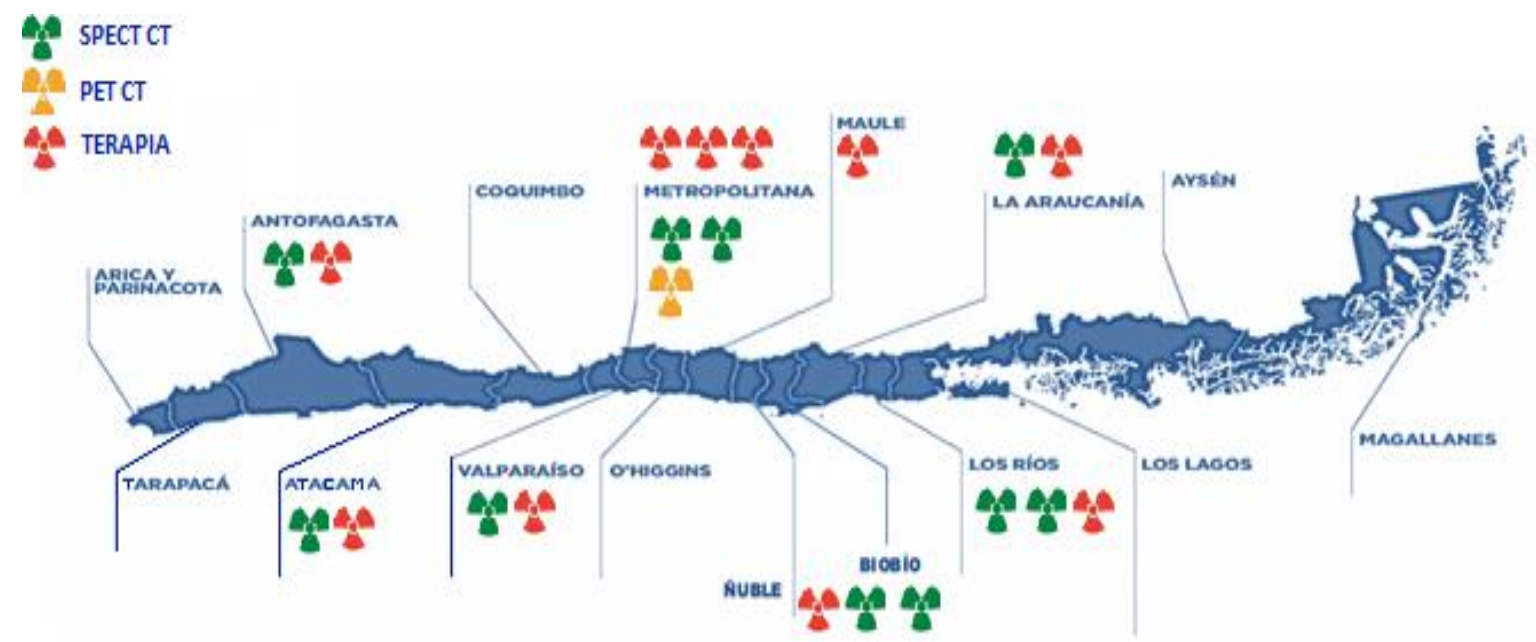 SPECT CT
PET CT
TERAPIA
MAULE
COQUIMBO
METROPOLITANA
AYSÉN
LA ARAUCANÍA
ANTOFAGASTA
ARICA Y
PARINACOTA
MAGALLANES
TARAPACÁ
ATACAMA
VALPARAÍSO
O'HIGGINS
LOS RÍOS
LOS LAGOS
BIOBÍO
ÑUBLE